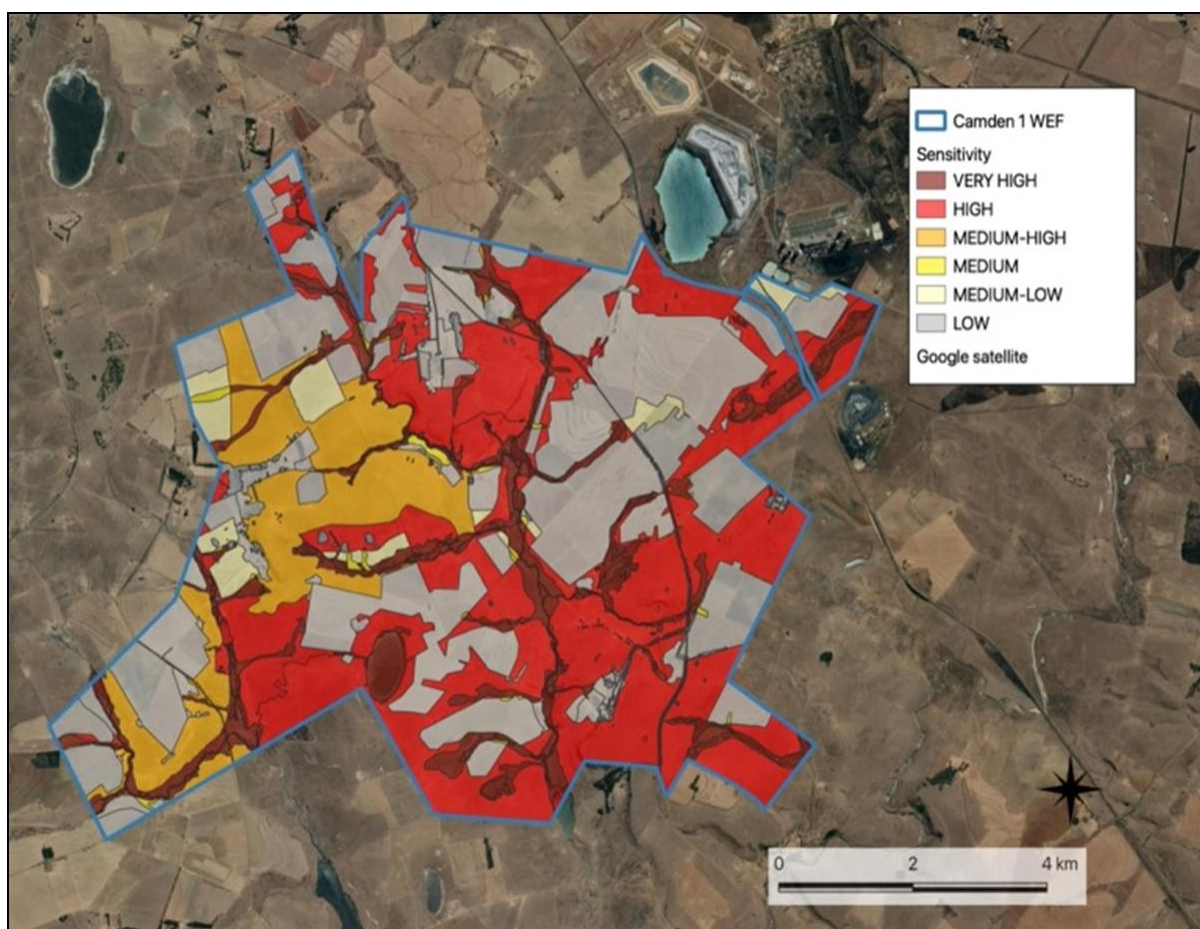 Camden 1 WEF
Sensitivity
VERY HIGH
HIGH
MEDIUM-HIGH
MEDIUM
MEDIUM-LOW
LOW
Google satellite
0 2 4 km